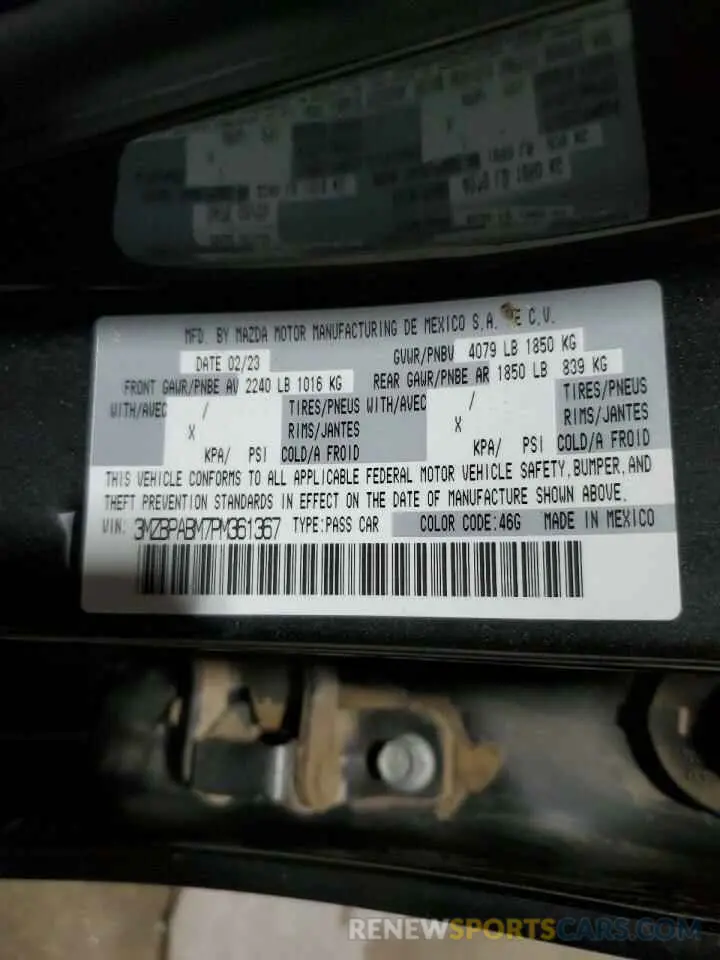 MFD. BY MAZDA MOTOR MANUFACTURING DE MEXICO S.A. E C.V.
DATE 02/23 GVWR/PNBV 4079 LB 1850 KG
FRONT GAWR/PNBE AV 2240 LB 1016 KG REAR GAWR/PNBE AR 1850 LB 839 KG
WITH/AVEC / TIRES/PNEUS WITH/AVEC / TIRES/PNEUS
X RIMS/JANTES X RIMS/JANTES
KPA/ PSI COLD/A FROID KPA/ PSI COLD/A FROID
THIS VEHICLE CONFORMS TO ALL APPLICABLE FEDERAL MOTOR VEHICLE SAFETY, BUMPER, AND
THEFT PREVENTION STANDARDS IN EFFECT ON THE DATE OF MANUFACTURE SHOWN ABOVE.
VIN: 3MZBPABM7PM361367 TYPE:PASS CAR COLOR CODE:46G MADE IN MEXICO
RENEWSPORTSCARS.COM